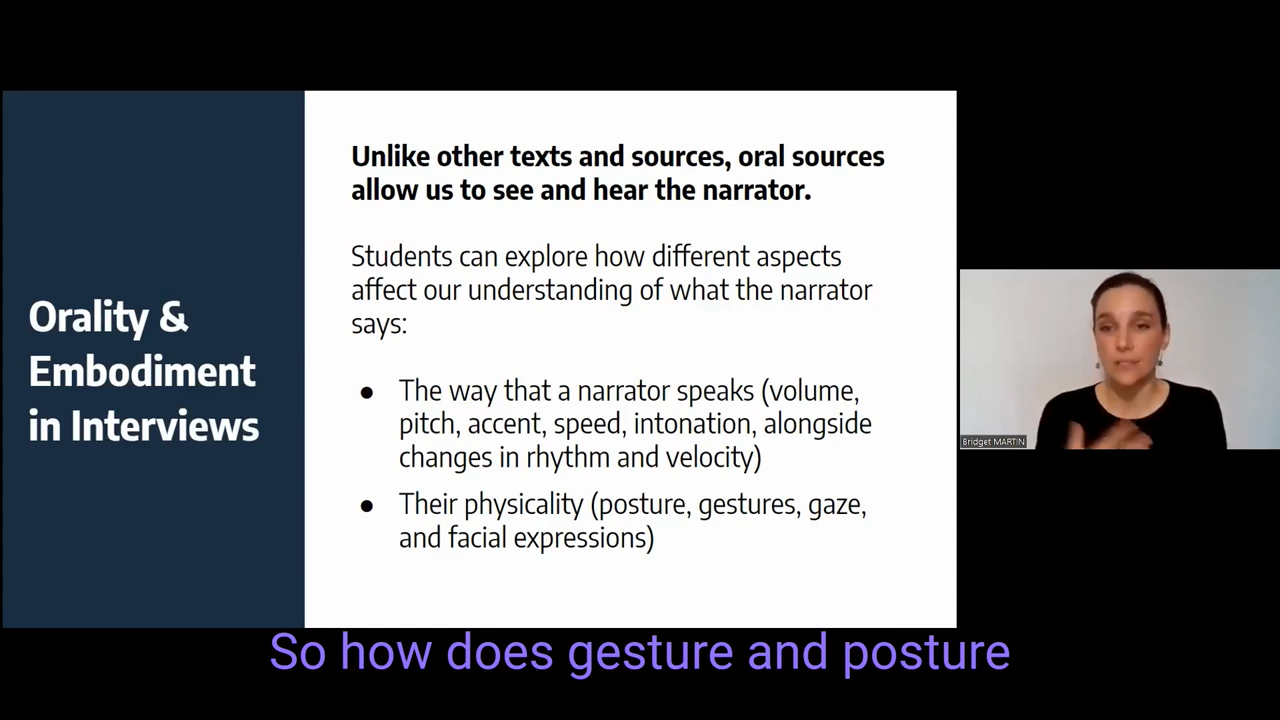 Orality &
Embodiment
in Interviews
Unlike other texts and sources, oral sources
allow us to see and hear the narrator.
Students can explore how different aspects
affect our understanding of what the narrator
says:
● The way that a narrator speaks (volume,
pitch, accent, speed, intonation, alongside
changes in rhythm and velocity)
● Their physicality (posture, gestures, gaze,
and facial expressions)
Bridget MARTIN
So how does gesture and posture